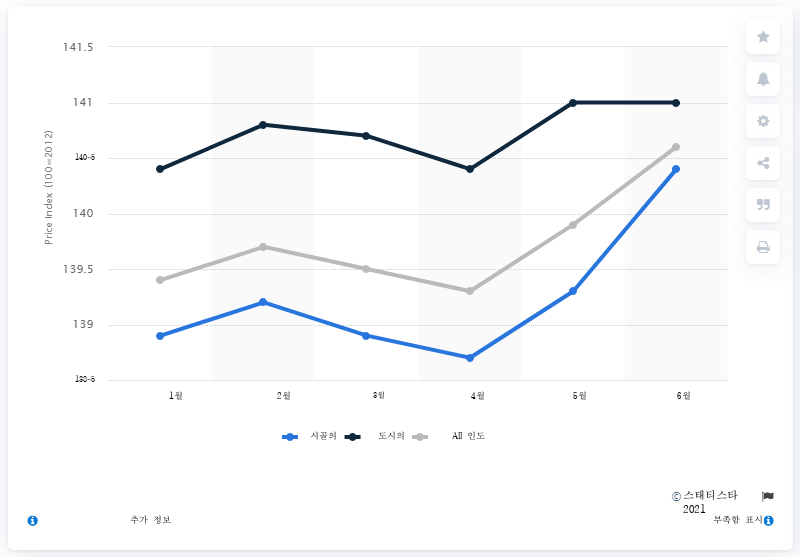 141.5
141
140-5
140
139.5
139
138-5
Price Index (100=2012)
1월
2월
3월
4월
5월
6월
시골의
도시의
All 인도
© 스태티스타
2021
추가 정보
부족함 표시